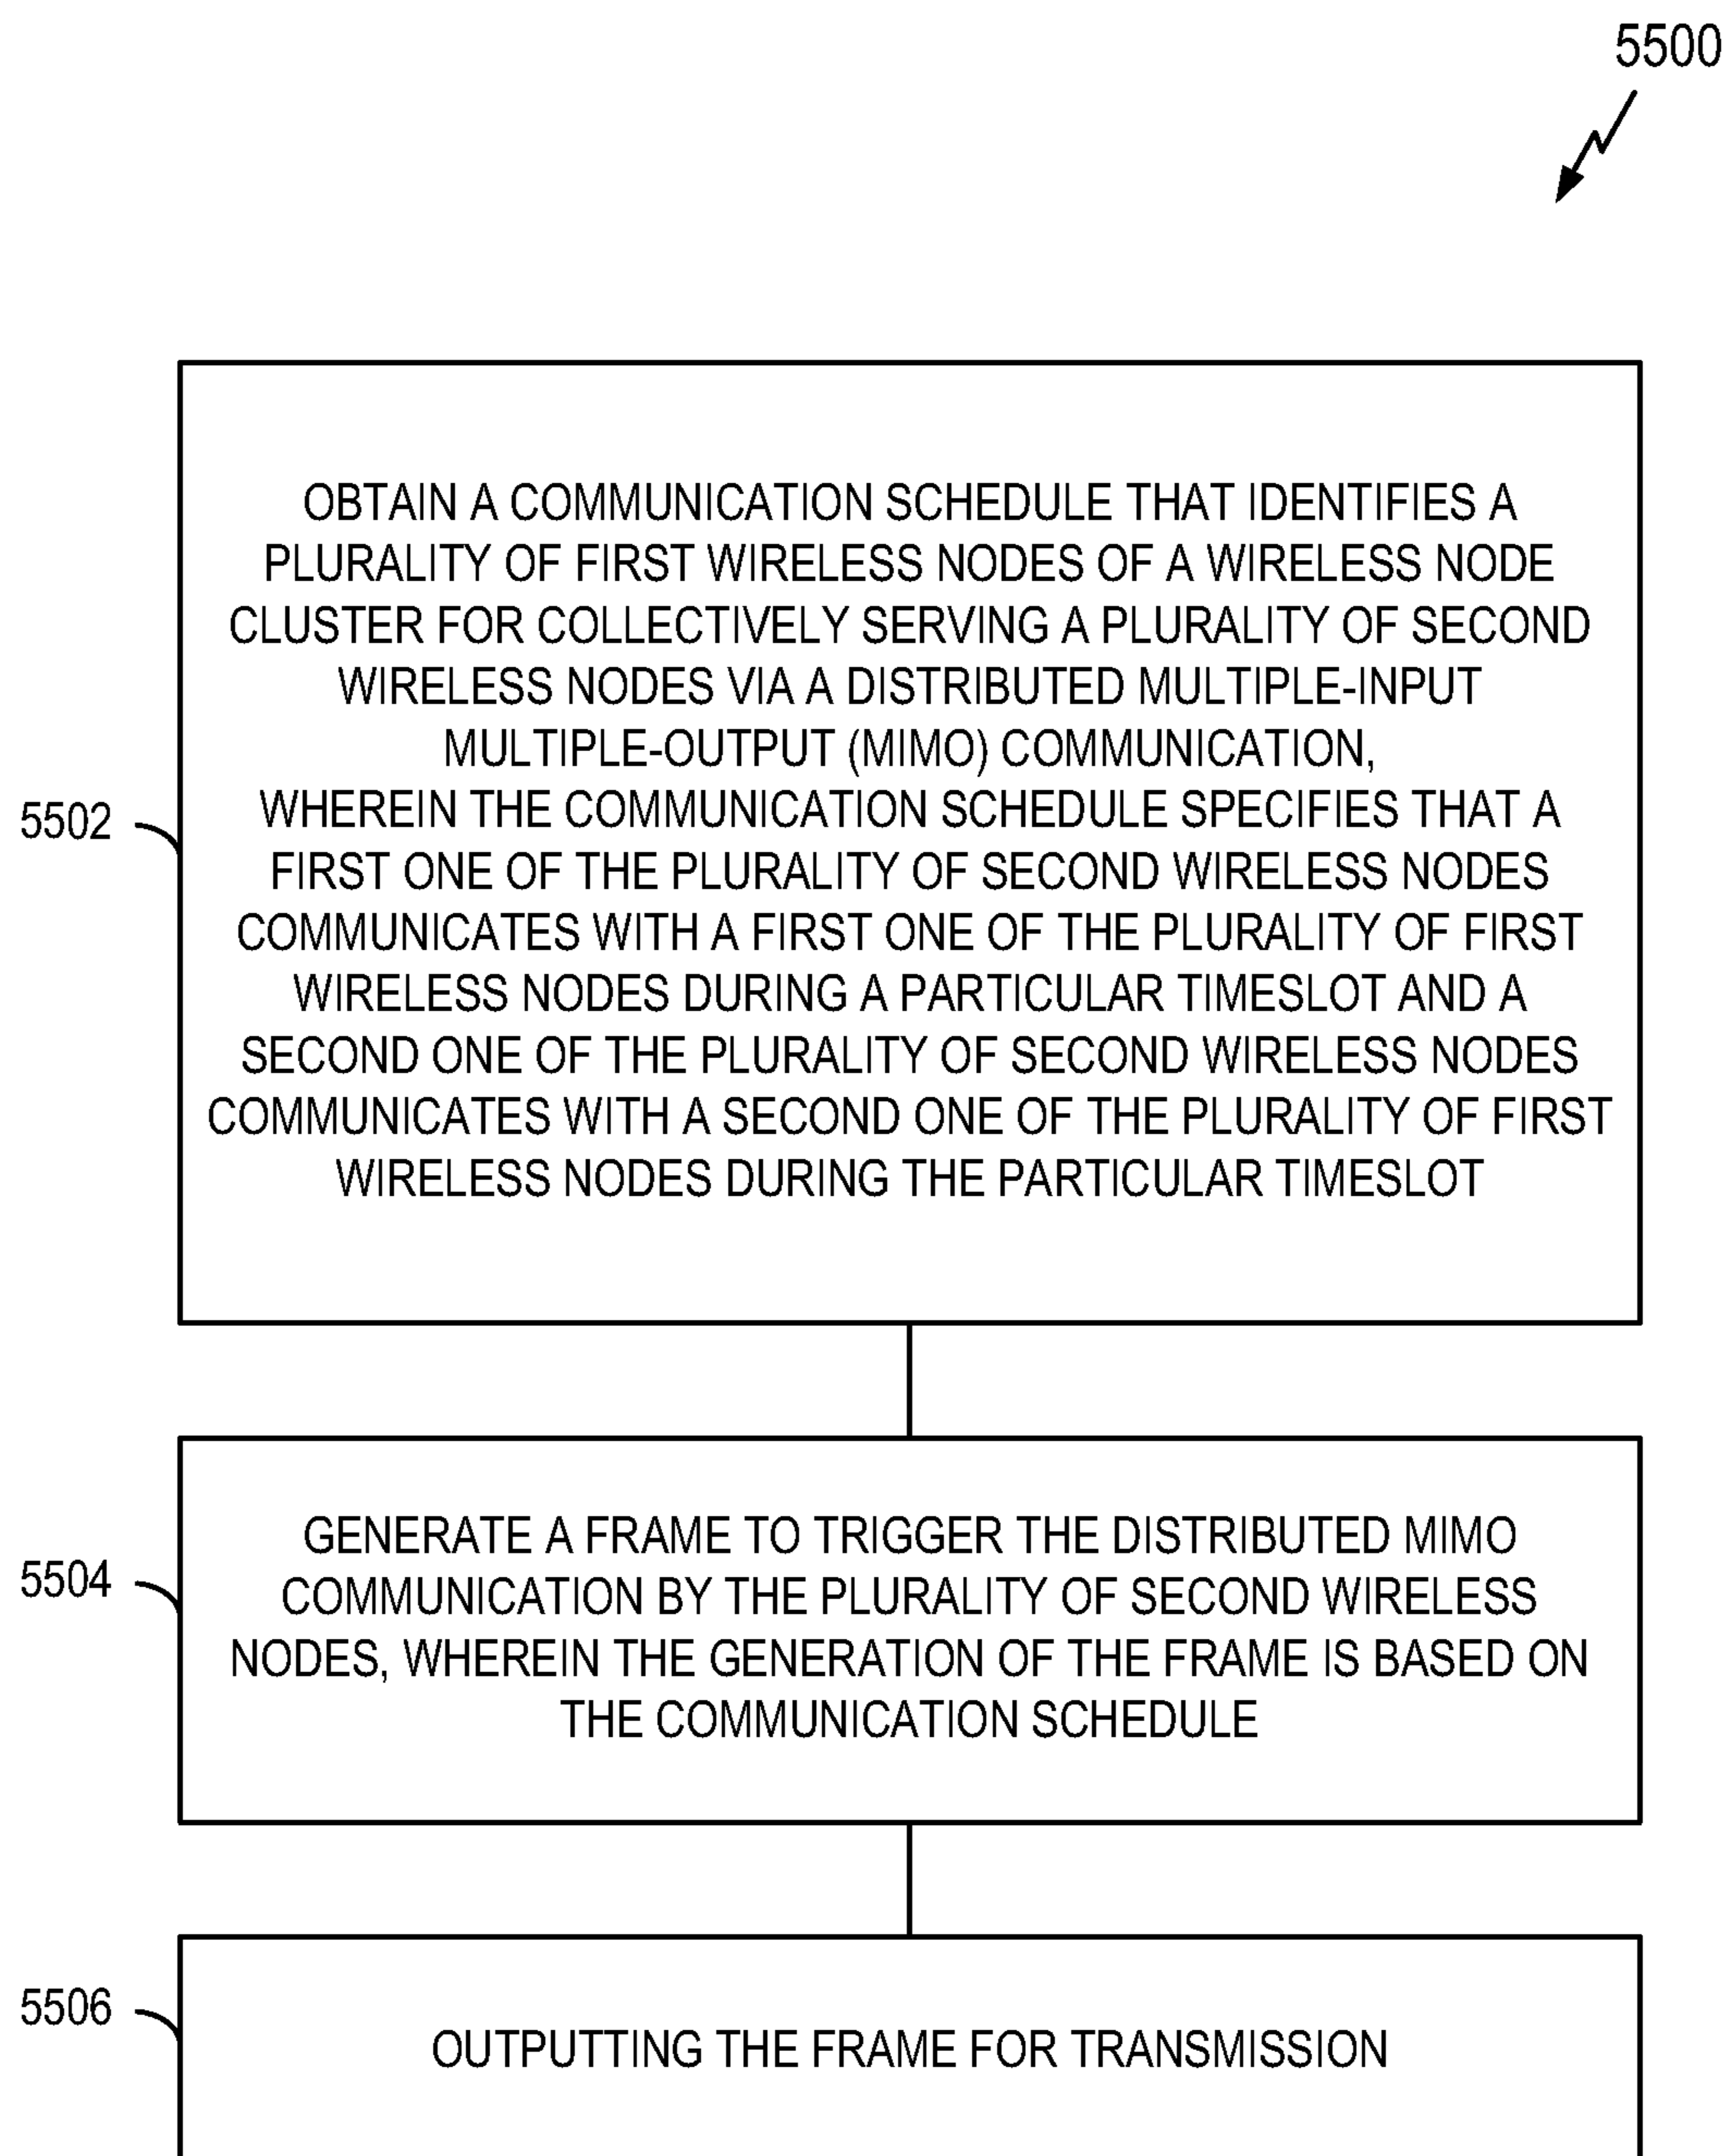 5500
OBTAIN A COMMUNICATION SCHEDULE THAT IDENTIFIES A
PLURALITY OF FIRST WIRELESS NODES OF A WIRELESS NODE
CLUSTER FOR COLLECTIVELY SERVING A PLURALITY OF SECOND
WIRELESS NODES VIA A DISTRIBUTED MULTIPLE-INPUT
MULTIPLE-OUTPUT (MIMO) COMMUNICATION,
WHEREIN THE COMMUNICATION SCHEDULE SPECIFIES THAT A
5502
FIRST ONE OF THE PLURALITY OF SECOND WIRELESS NODES
COMMUNICATES WITH A FIRST ONE OF THE PLURALITY OF FIRST
WIRELESS NODES DURING A PARTICULAR TIMESLOT AND A
SECOND ONE OF THE PLURALITY OF SECOND WIRELESS NODES
COMMUNICATES WITH A SECOND ONE OF THE PLURALITY OF FIRST
WIRELESS NODES DURING THE PARTICULAR TIMESLOT
GENERATE A FRAME TO TRIGGER THE DISTRIBUTED MIMO
5504
COMMUNICATION BY THE PLURALITY OF SECOND WIRELESS
NODES, WHEREIN THE GENERATION OF THE FRAME IS BASED ON
THE COMMUNICATION SCHEDULE
5506
OUTPUTTING THE FRAME FOR TRANSMISSION